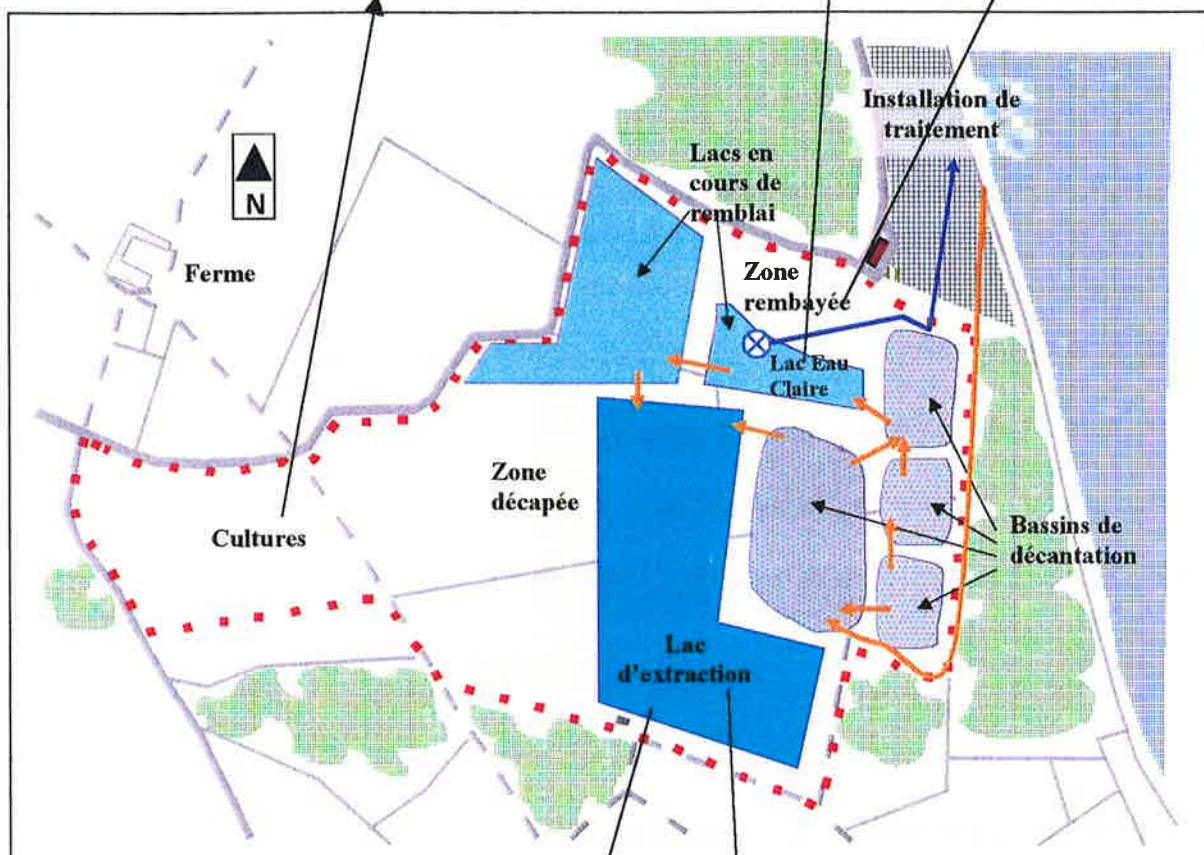 Installation de
traitement
Lacs en
cours de
remblai
N
Ferme
Zone
rembayée
Lac Eau
Claire
Zone
décapée
Cultures
Bassins de
décantation
Lac
d'extraction